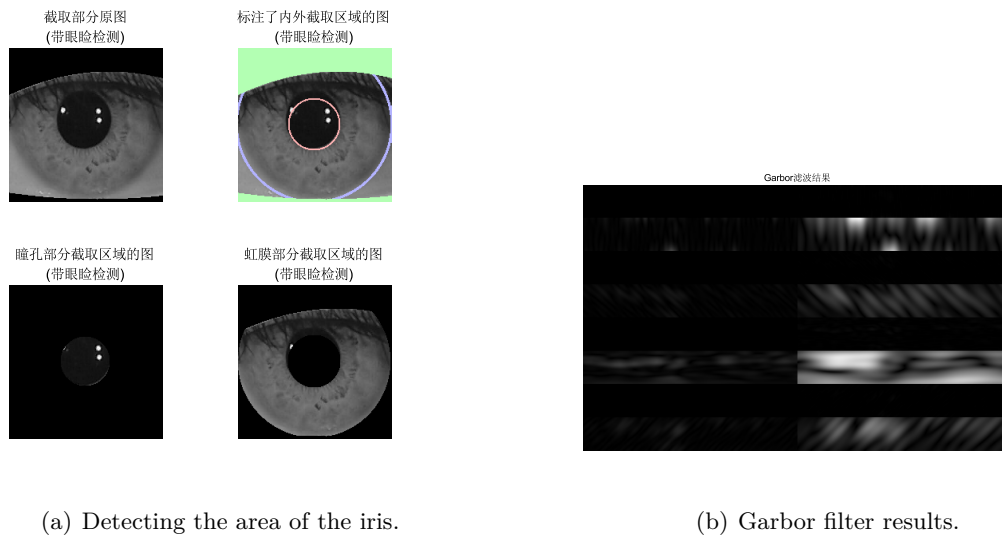 截取部分原图
(带眼睑检测)
标注了内外截取区域的图
(带眼睑检测)
瞳孔部分截取区域的图
(带眼睑检测)
虹膜部分截取区域的图
(带眼睑检测)
Garbor滤波结果
(a) Detecting the area of the iris.
(b) Garbor filter results.